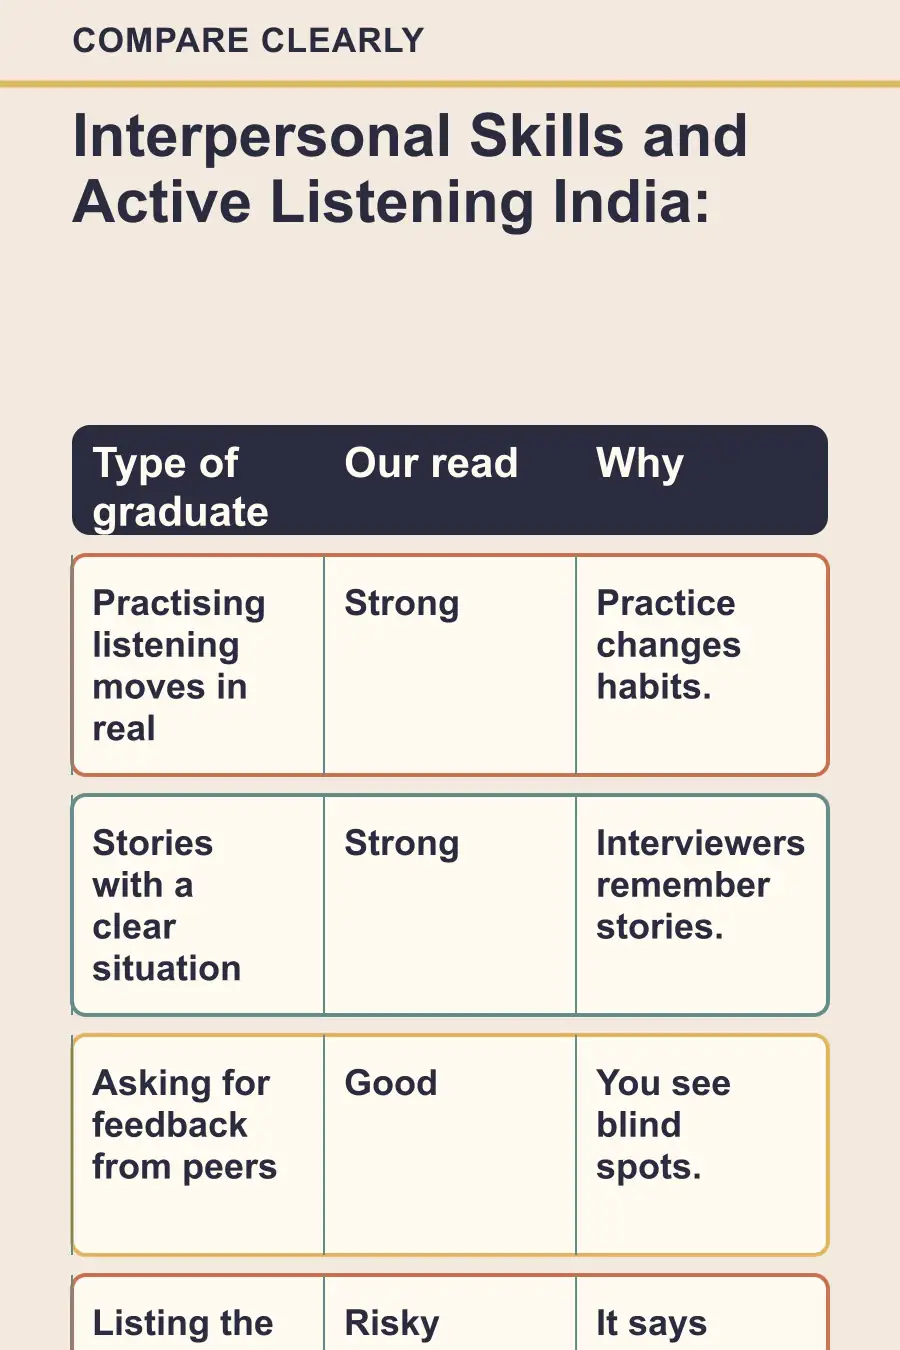 COMPARE CLEARLY
Interpersonal Skills and
Active Listening India:
Type of
graduate
Our read
Why
Practising
listening
moves in
real
Strong
Practice
changes
habits.
Stories
with a
clear
situation
Strong
Interviewers
remember
stories.
Asking for
feedback
from peers
Good
You see
blind
spots.
Listing the
Risky
It says